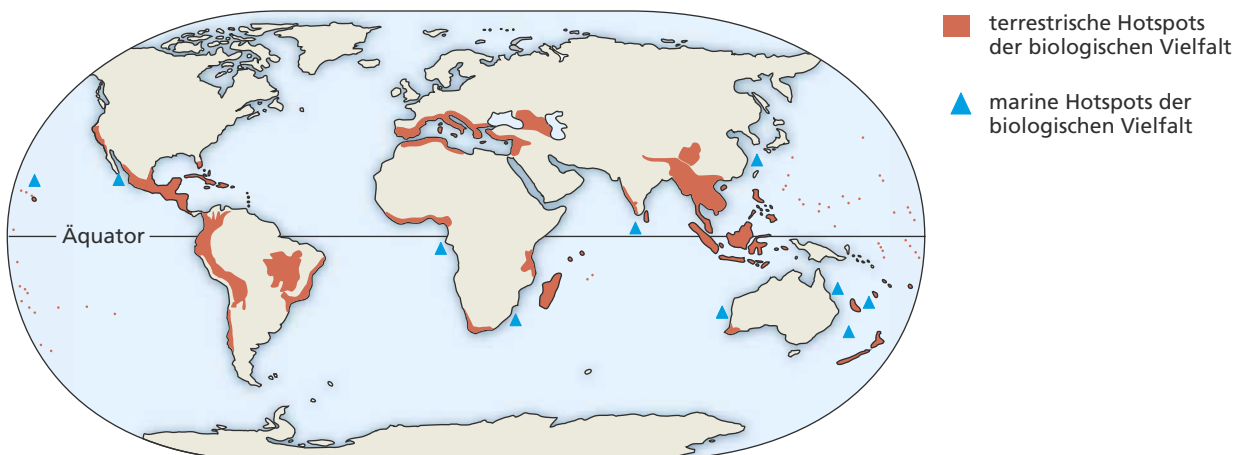 terrestrische Hotspots
der biologischen Vielfalt
marine Hotspots der
biologischen Vielfalt
Äquator